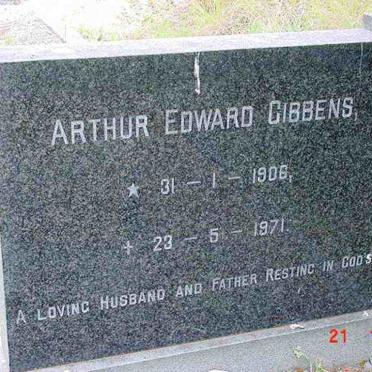 ARTHUR EDWARD GIBBENS,
★ 31 – 1 – 1906,
+ 23 – 5 – 1971.
A LOVING HUSBAND AND FATHER RESTING IN GOD'S
21